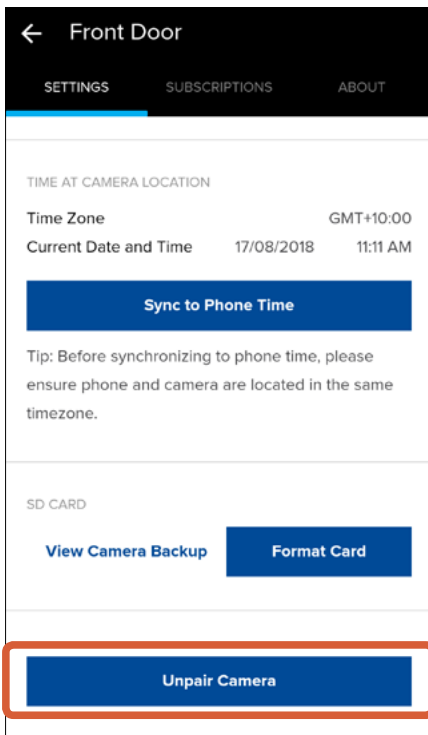 Front Door
SETTINGS SUBSCRIPTIONS ABOUT
TIME AT CAMERA LOCATION
Time Zone GMT+10:00
Current Date and Time 17/08/2018 11:11 AM
Sync to Phone Time
Tip: Before synchronizing to phone time, please
ensure phone and camera are located in the same
timezone.
SD CARD
View Camera Backup Format Card
Unpair Camera